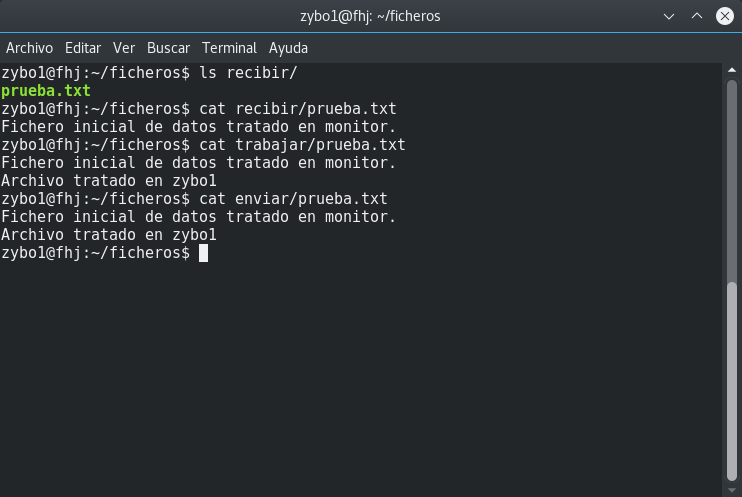 zybo1@fhj: ~/ficheros
Archivo Editar Ver Buscar Terminal Ayuda
zybo1@fhj:~/ficheros$ ls recibir/
prueba.txt
zybo1@fhj:~/ficheros$ cat recibir/prueba.txt
Fichero inicial de datos tratado en monitor.
zybo1@fhj:~/ficheros$ cat trabajar/prueba.txt
Fichero inicial de datos tratado en monitor.
Archivo tratado en zybo1
zybo1@fhj:~/ficheros$ cat enviar/prueba.txt
Fichero inicial de datos tratado en monitor.
Archivo tratado en zybo1
zybo1@fhj:~/ficheros$